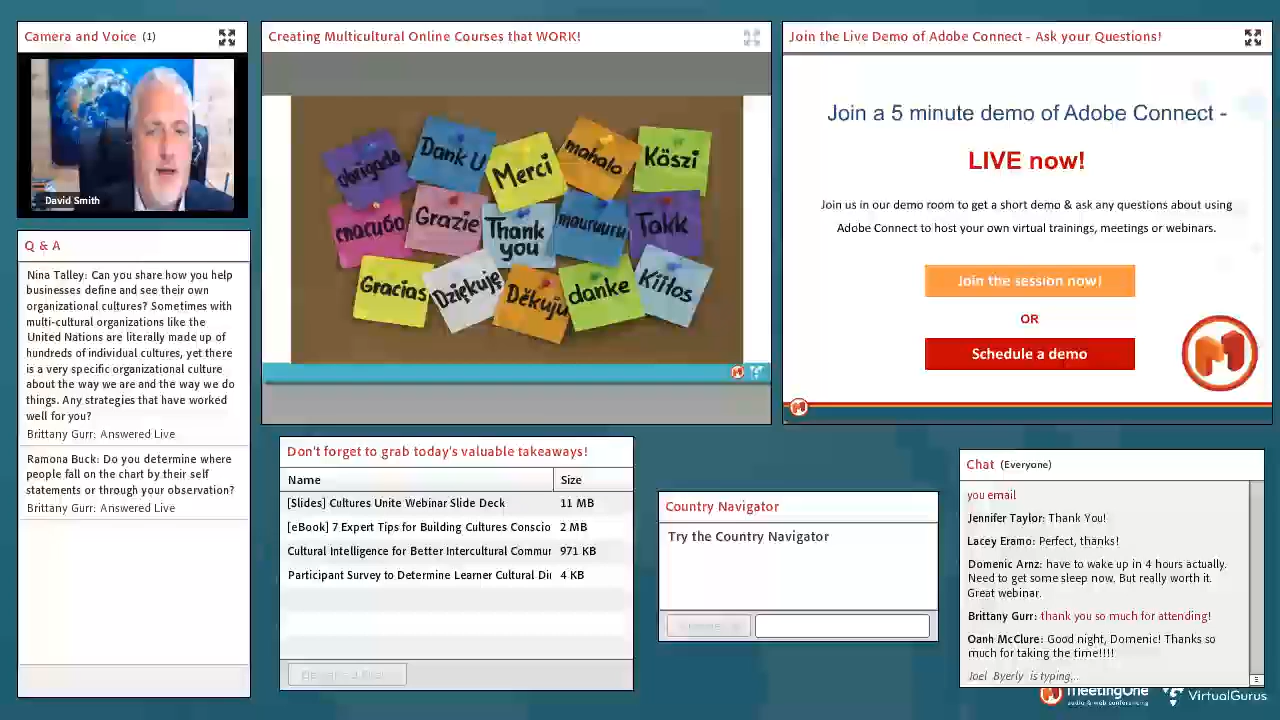 Camera and Voice (1)
David Smith
Q & A
Nina Talley: Can you share how you help
businesses define and see their own
organizational cultures? Sometimes with
multi-cultural organizations like the
United Nations are literally made up of
hundreds of individual cultures, yet there
is a very specific organizational culture
about the way we are and the way we do
things. Any strategies that have worked
well for you?
Brittany Gurr: Answered Live
Ramona Buck: Do you determine where
people fall on the chart by their self
statements or through your observation?
Brittany Gurr: Answered Live
Creating Multicultural Online Courses that WORK!
obrigado
Dank U
Merci
mahalo
Köszi
спасибо
Grazie
Thank
you
mauruuru
Takk
Gracias
Dziękuję
Děkuju
danke
Kiitos
Join the Live Demo of Adobe Connect - Ask your Questions!
Join a 5 minute demo of Adobe Connect -
LIVE now!
Join us in our demo room to get a short demo & ask any questions about using
Adobe Connect to host your own virtual trainings, meetings or webinars.
Join the session now!
OR
Schedule a demo
Don't forget to grab today's valuable takeaways!
Name Size
[Slides] Cultures Unite Webinar Slide Deck 11 MB
[eBook] 7 Expert Tips for Building Cultures Conscio 2 MB
Cultural Intelligence for Better Intercultural Commur 971 KB
Participant Survey to Determine Learner Cultural Di 4 KB
Country Navigator
Try the Country Navigator
Chat (Everyone)
you email
Jennifer Taylor: Thank You!
Lacey Eramo: Perfect, thanks!
Domenic Arnz: have to wake up in 4 hours actually.
Need to get some sleep now. But really worth it.
Great webinar.
Brittany Gurr: thank you so much for attending!
Oanh McClure: Good night, Domenic! Thanks so
much for taking the time!!!!
Joel Byerly is typing...
MeetingOne
audio & web conferencing
VirtualGurus